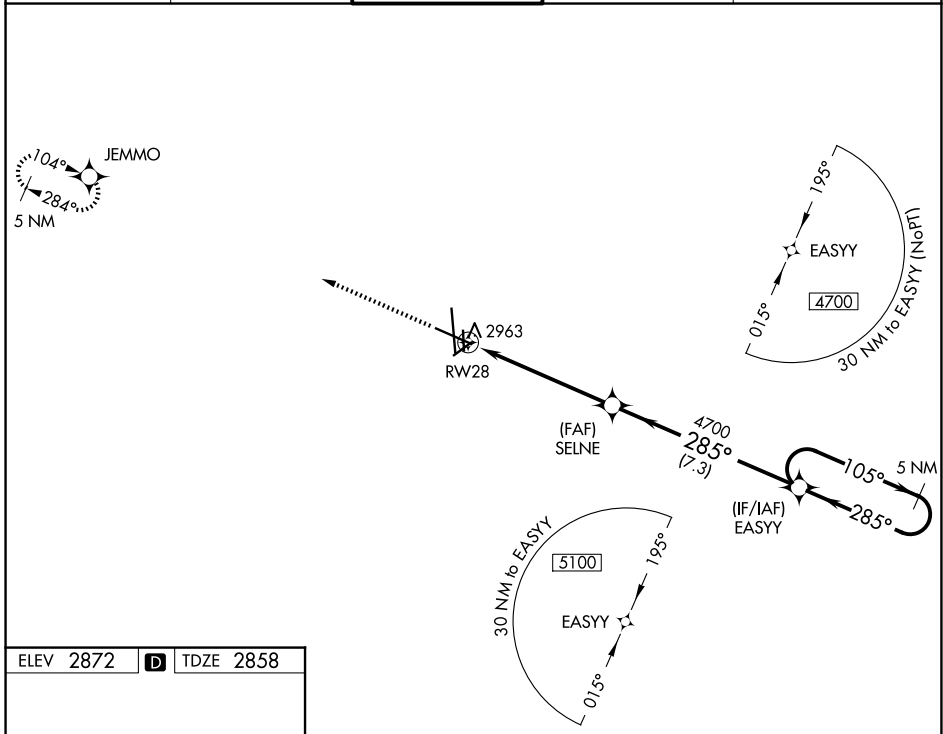 JEMMO
104°
284°
5 NM
195°
EASYY
4700
015°
30 NM to EASYY (NoPT)
2963
RW28
(FAF)
SELNE
4700
285°
(7.3)
105°
5 NM
285°
(IF/IAF)
EASYY
30 NM to EASYY
5100
195°
EASYY
015°
ELEV 2872 D TDZE 2858